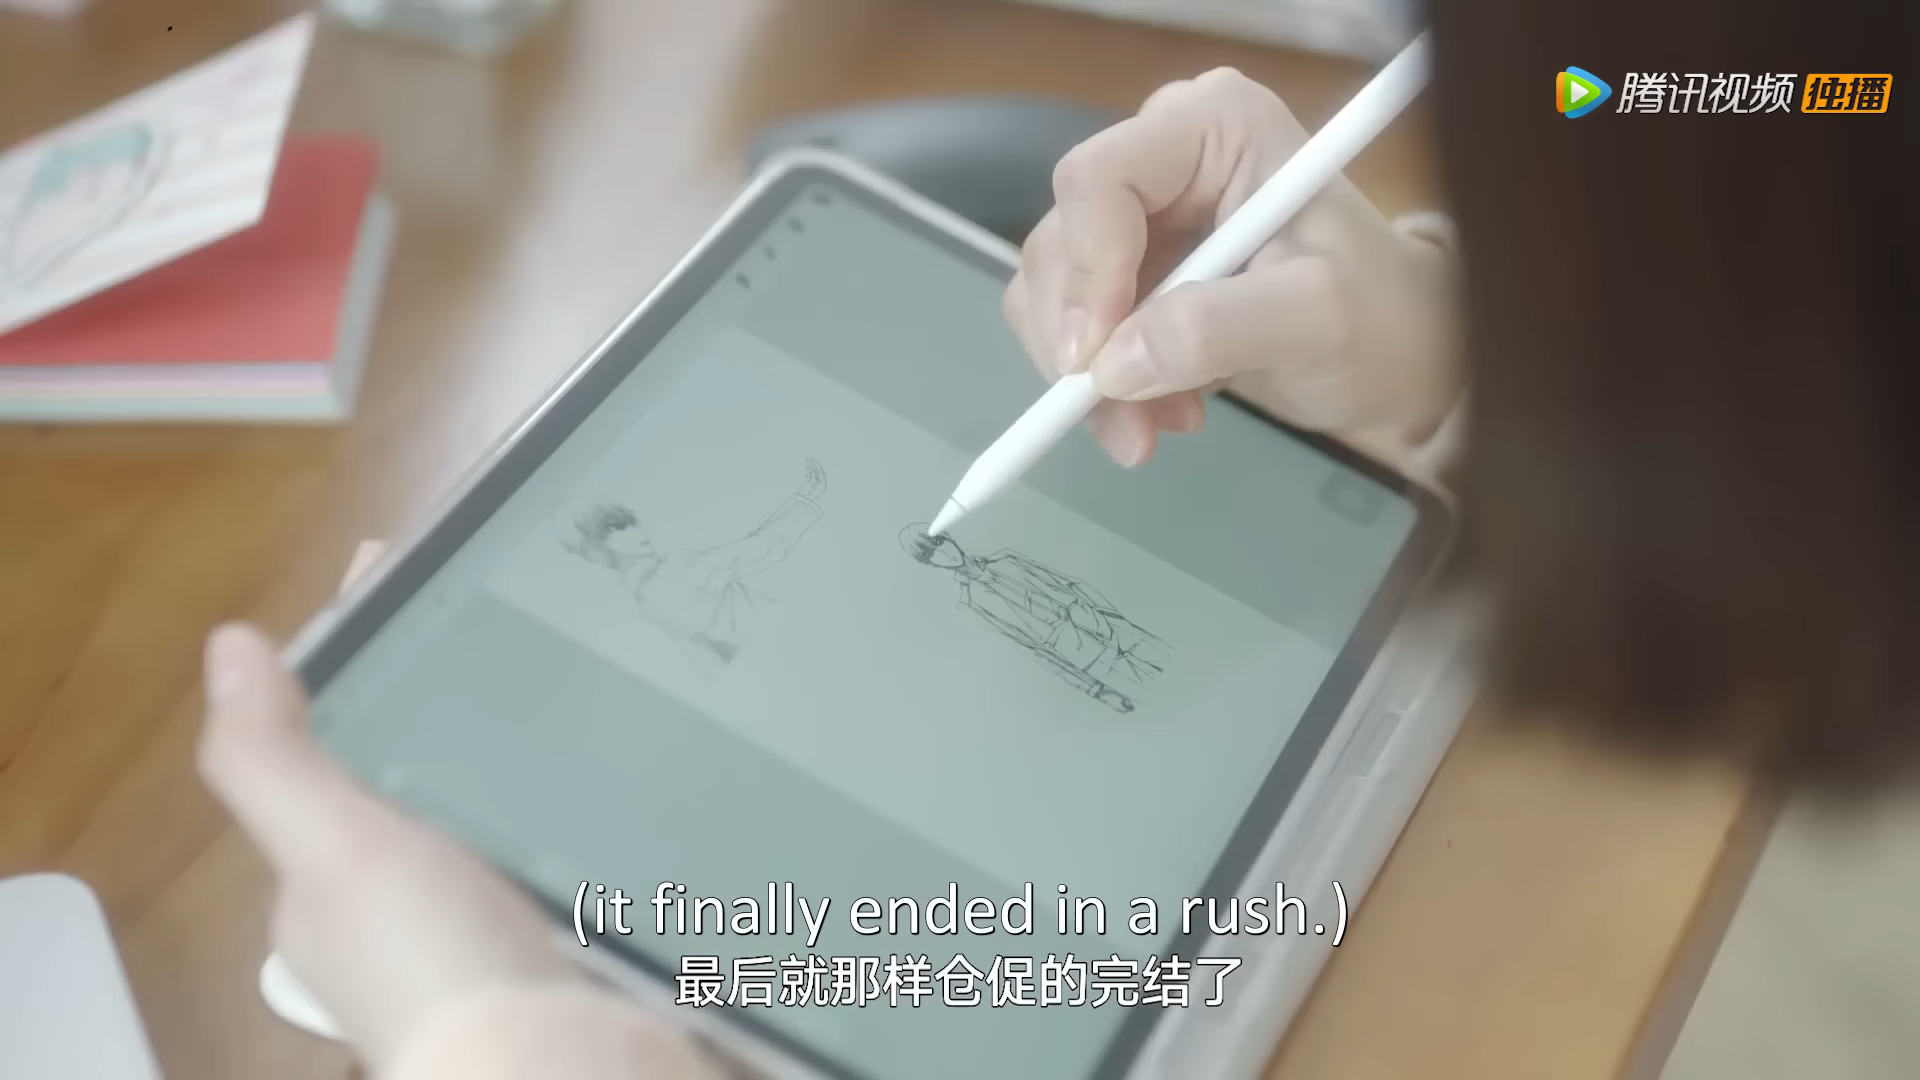 腾讯视频 独播
(it finally ended in a rush.)
最后就那样仓促的完结了